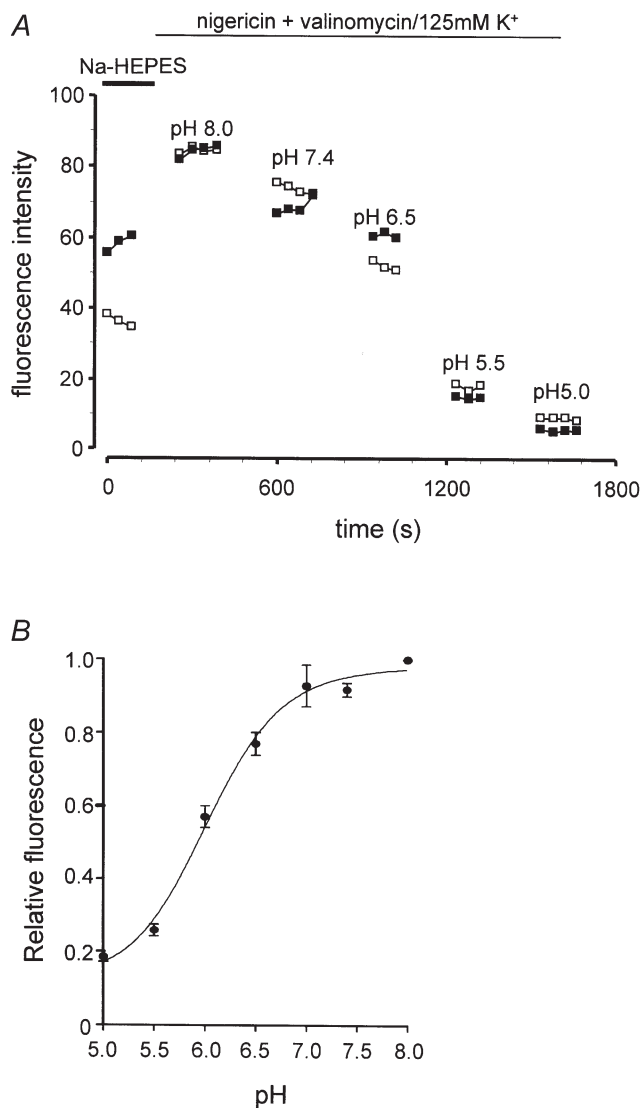 A
nigericin + valinomycin/125mM K⁺
Na-HEPES
100
80
60
40
20
0
fluorescence intensity
pH 8.0
pH 7.4
pH 6.5
pH 5.5
pH5.0
0
600
1200
1800
time (s)
B
1.0
0.8
0.6
0.4
0.2
0
Relative fluorescence
5.0
5.5
6.0
6.5
7.0
7.5
8.0
pH